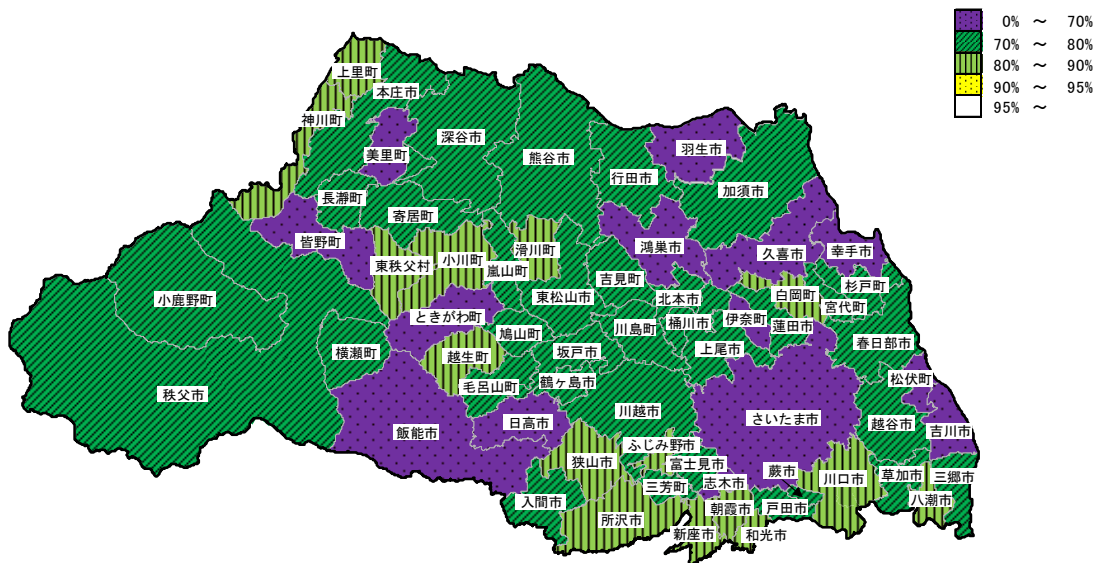 0% ～ 70%
70% ～ 80%
80% ～ 90%
90% ～ 95%
95% ～
上里町
本庄市
神川町
深谷市
美里町
熊谷市
羽生市
行田市
加須市
長瀞町
寄居町
皆野町
滑川町
鴻巣市
久喜市
幸手市
東秩父村
小川町
嵐山町
吉見町
杉戸町
小鹿野町
東松山市
北本市
白岡町
宮代町
ときがわ町
川島町
桶川市
伊奈町
蓮田市
鳩山町
横瀬町
越生町
坂戸市
上尾市
春日部市
秩父市
毛呂山町
鶴ヶ島市
松伏町
川越市
さいたま市
飯能市
日高市
越谷市
吉川市
ふじみ野市
狭山市
富士見市
蕨市
三芳町
志木市
川口市
草加市
三郷市
入間市
所沢市
朝霞市
戸田市
八潮市
新座市
和光市